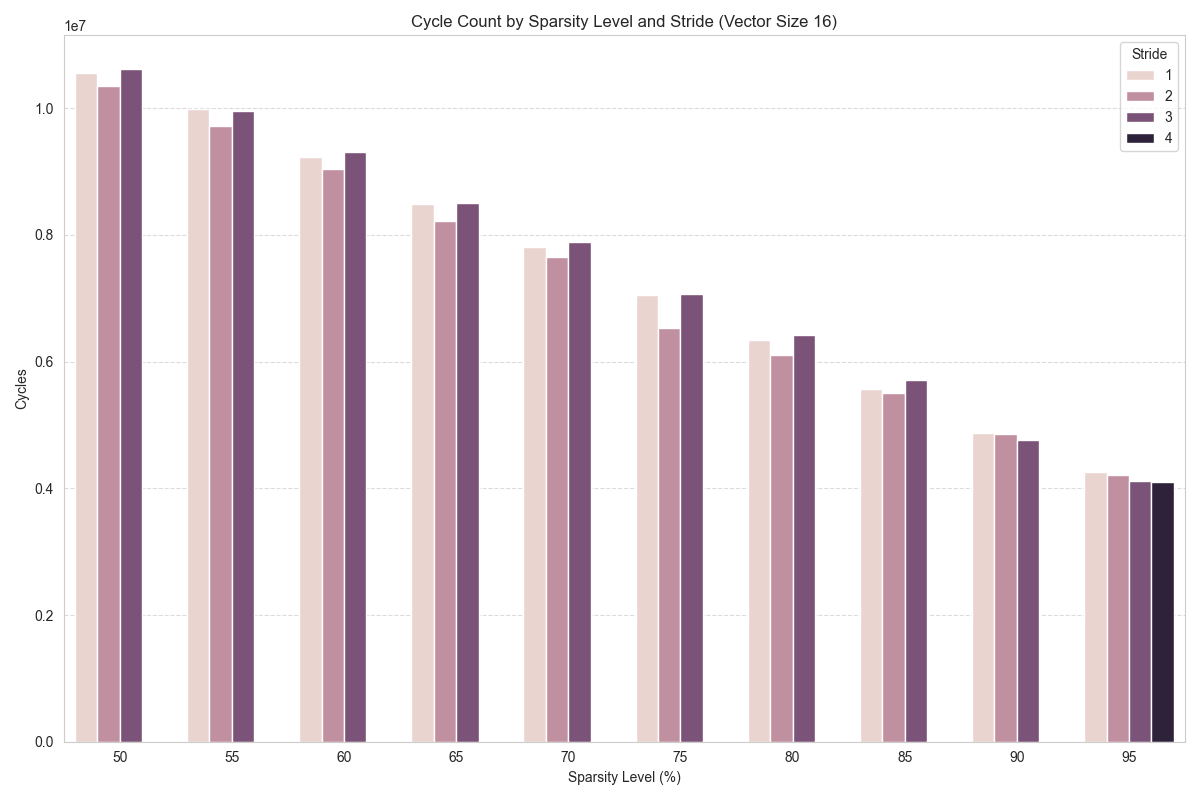 Cycle Count by Sparsity Level and Stride (Vector Size 16)
1e7
Stride
1
2
3
4
1.0
0.8
0.6
0.4
0.2
0.0
Cycles
50 55 60 65 70 75 80 85 90 95
Sparsity Level (%)